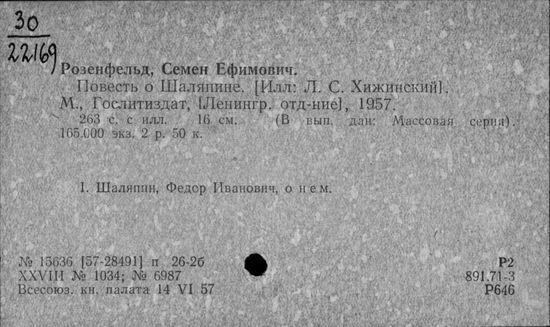 30
22169
Розенфельд, Семен Ефимович.
Повесть о Шаляпине. [Илл: Л. С. Хижинский].
М., Гослитиздат, [Ленингр. отд-ние], 1957.
263 с. с илл. 16 см. (В вып. дан: Массовая серия).
165.000 экз. 2 р. 50 к.
1. Шаляпин, Федор Иванович, о нем.
№ 15636 [57-28491] п 26-2б
XXVIII № 1034; № 6987
Всесоюз. кн. палата 14 VI 57
Р2
891.71-3
Р646